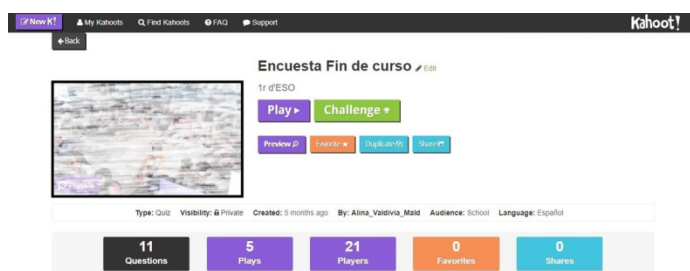 New K! My Kahoots Find Kahoots FAQ Support Kahoot!
Back
Encuesta Fin de curso Edit
1r d'ESO
Play Challenge
Preview Favorite Duplicate Share
Type: Quiz Visibility: Private Created: 5 months ago By: Alina_Valdivia_Mald Audience: School Language: Español
11 5 21 0 0
Questions Plays Players Favorites Shares